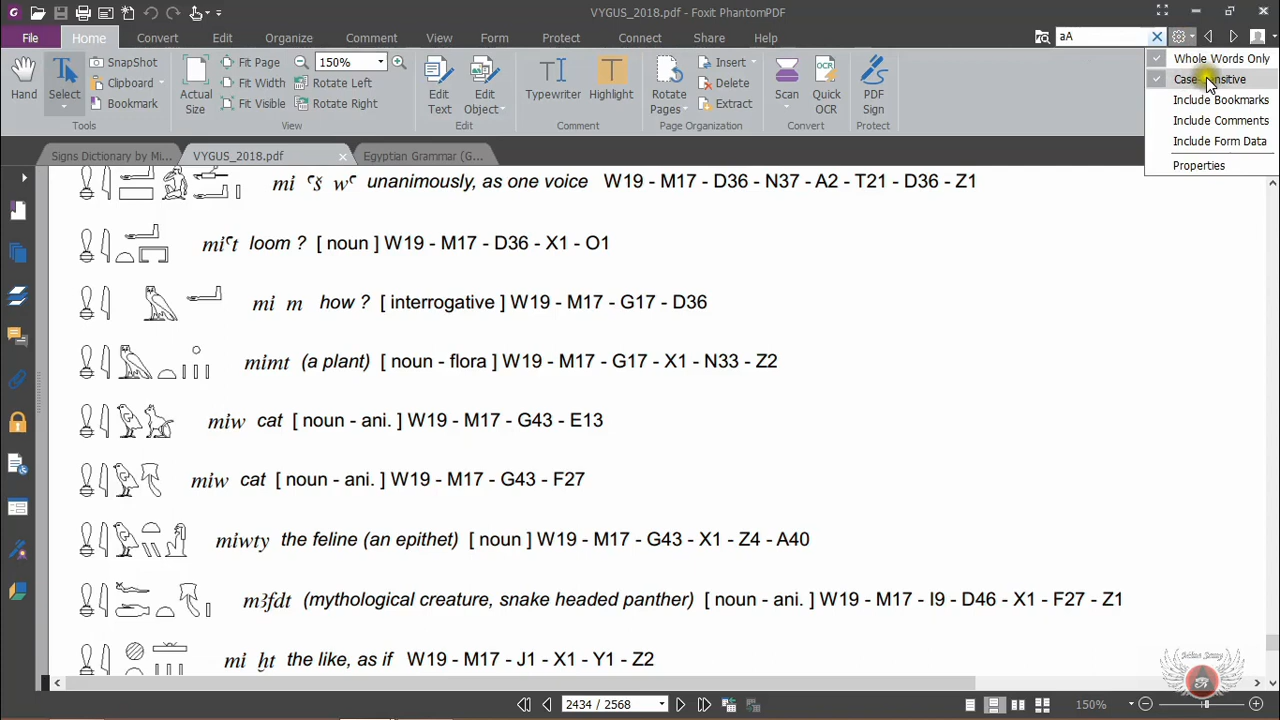 VYGUS_2018.pdf - Foxit PhantomPDF
File Home Convert Edit Organize Comment View Form Protect Connect Share Help aA
Hand
Select
SnapShot
Clipboard
Bookmark
Tools
Actual
Size
Fit Page
Fit Width
Fit Visible
150%
Rotate Left
Rotate Right
View
Edit
Text
Edit
Object
Edit
Typewriter
Highlight
Comment
Rotate
Pages
Insert
Delete
Extract
Page Organization
Scan
Quick
OCR
Convert
PDF
Sign
Protect
Whole Words Only
Include Bookmarks
Include Comments
Include Form Data
Properties
Signs Dictionary by Mi... VYGUS_2018.pdf Egyptian Grammar (G...
mi ꜥš wꜥ unanimously, as one voice W19 - M17 - D36 - N37 - A2 - T21 - D36 - Z1
miꜥt loom ? [ noun ] W19 - M17 - D36 - X1 - O1
mi m how ? [ interrogative ] W19 - M17 - G17 - D36
mimt (a plant) [ noun - flora ] W19 - M17 - G17 - X1 - N33 - Z2
miw cat [ noun - ani. ] W19 - M17 - G43 - E13
miw cat [ noun - ani. ] W19 - M17 - G43 - F27
miwty the feline (an epithet) [ noun ] W19 - M17 - G43 - X1 - Z4 - A40
mꜣfdt (mythological creature, snake headed panther) [ noun - ani. ] W19 - M17 - I9 - D46 - X1 - F27 - Z1
mi ḫt the like, as if W19 - M17 - J1 - X1 - Y1 - Z2
2434 / 2568
150%